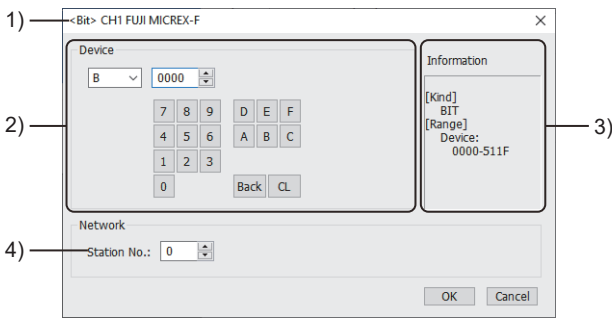 1)
<Bit> CH1 FUJI MICREX-F
Device
B 0000
7 8 9 D E F
4 5 6 A B C
1 2 3
0 Back CL
2)
Information
[Kind]
BIT
[Range]
Device:
0000-511F
3)
Network
4)
Station No.: 0
OK Cancel